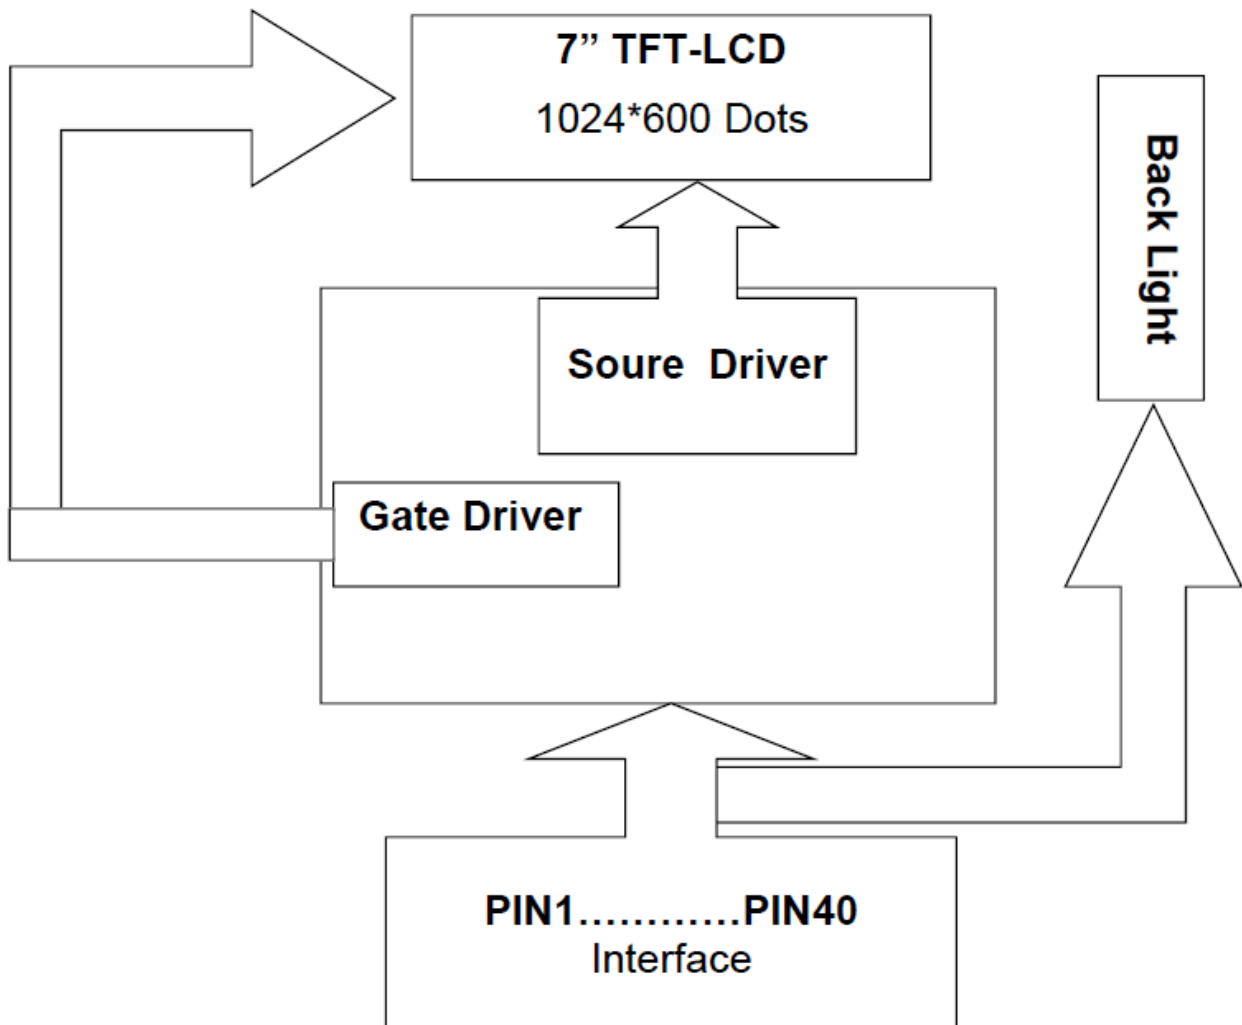 7” TFT-LCD
1024*600 Dots
Back Light
Soure Driver
Gate Driver
PIN1…………PIN40
Interface